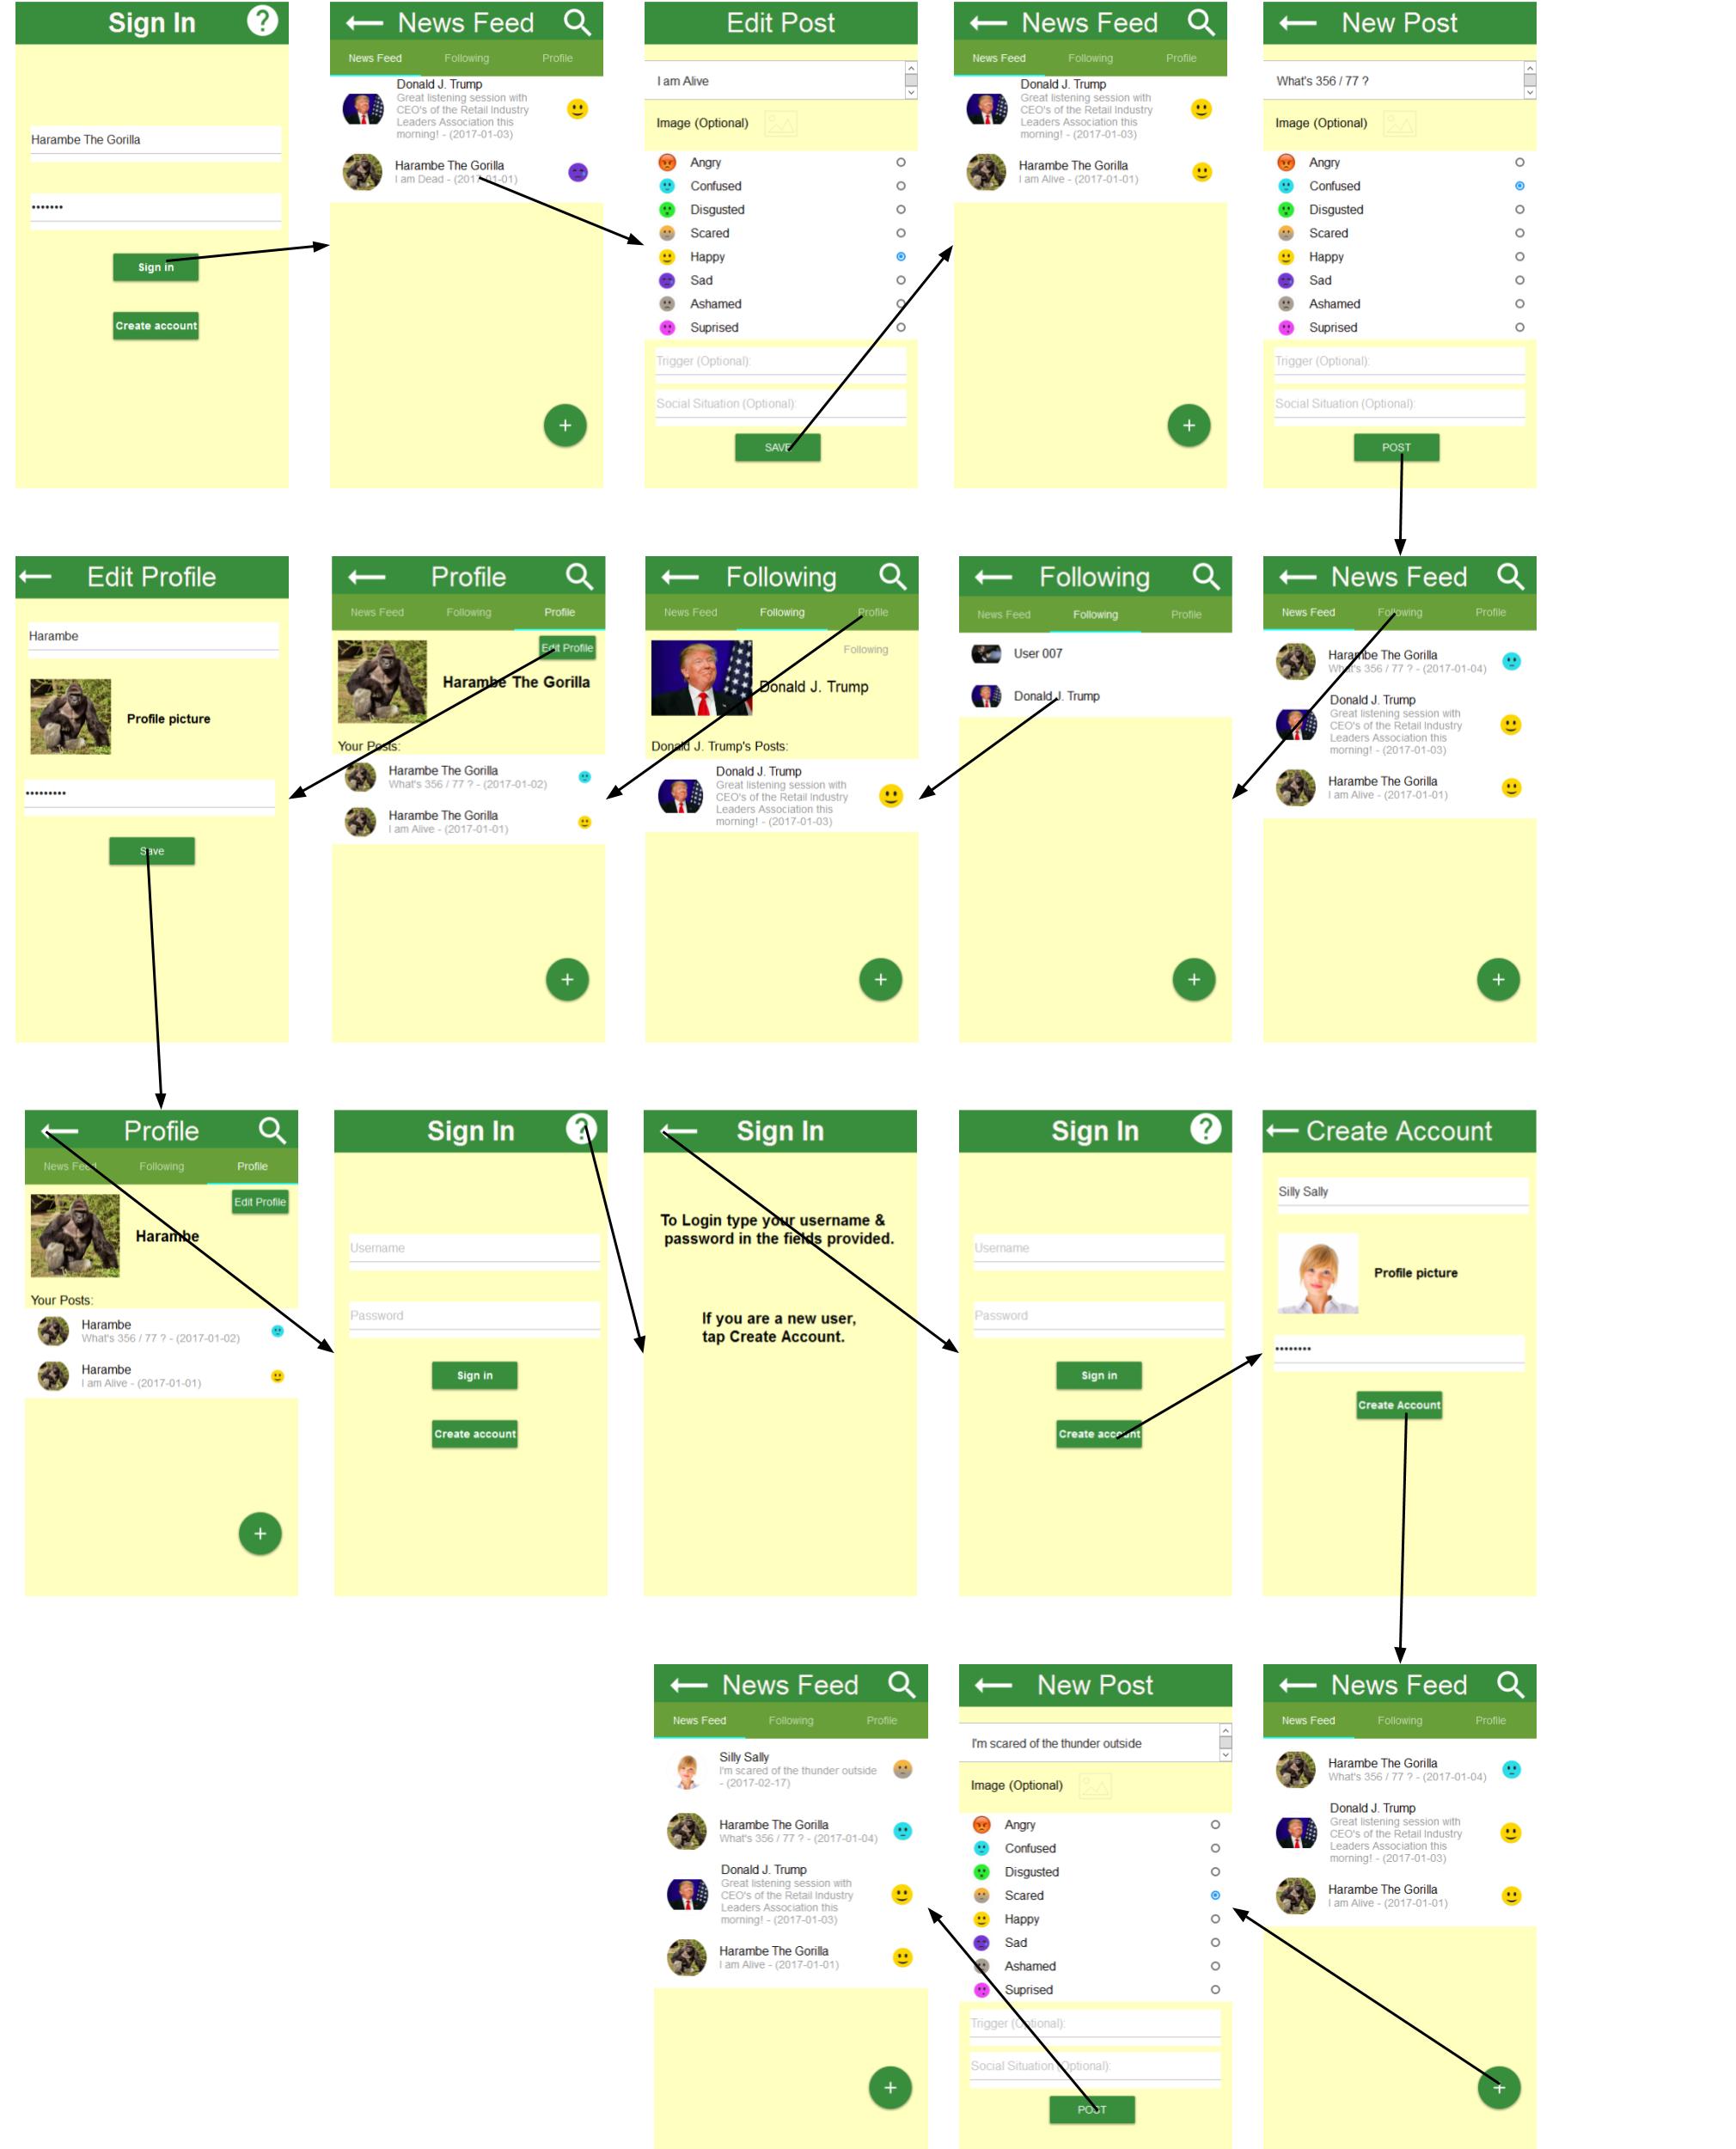 Sign In
?
Harambe The Gorilla
•••••••
Sign in
Create account
News Feed
News Feed Following Profile
Donald J. Trump
Great listening session with
CEO's of the Retail Industry
Leaders Association this
morning! - (2017-01-03)
Harambe The Gorilla
I am Dead - (2017-01-01)
+
Edit Post
I am Alive
Image (Optional)
Angry
Confused
Disgusted
Scared
Happy
Sad
Ashamed
Suprised
Trigger (Optional):
Social Situation (Optional):
SAVE
News Feed
News Feed Following Profile
Donald J. Trump
Great listening session with
CEO's of the Retail Industry
Leaders Association this
morning! - (2017-01-03)
Harambe The Gorilla
I am Alive - (2017-01-01)
+
New Post
What's 356 / 77 ?
Image (Optional)
Angry
Confused
Disgusted
Scared
Happy
Sad
Ashamed
Suprised
Trigger (Optional):
Social Situation (Optional):
POST
Edit Profile
Harambe
Profile picture
•••••••••
Save
Profile
News Feed Following Profile
Edit Profile
Harambe The Gorilla
Your Posts:
Harambe The Gorilla
What's 356 / 77 ? - (2017-01-02)
Harambe The Gorilla
I am Alive - (2017-01-01)
+
Following
News Feed Following Profile
Following
Donald J. Trump
Donald J. Trump's Posts:
Donald J. Trump
Great listening session with
CEO's of the Retail Industry
Leaders Association this
morning! - (2017-01-03)
+
Following
News Feed Following Profile
User 007
Donald J. Trump
+
News Feed
News Feed Following Profile
Harambe The Gorilla
What's 356 / 77 ? - (2017-01-04)
Donald J. Trump
Great listening session with
CEO's of the Retail Industry
Leaders Association this
morning! - (2017-01-03)
Harambe The Gorilla
I am Alive - (2017-01-01)
+
Profile
News Feed Following Profile
Edit Profile
Harambe
Your Posts:
Harambe
What's 356 / 77 ? - (2017-01-02)
Harambe
I am Alive - (2017-01-01)
+
Sign In
?
Username
Password
Sign in
Create account
Sign In
To Login type your username &
password in the fields provided.
If you are a new user,
tap Create Account.
Sign In
?
Username
Password
Sign in
Create account
Create Account
Silly Sally
Profile picture
••••••••
Create Account
News Feed
News Feed Following Profile
Silly Sally
I'm scared of the thunder outside
- (2017-02-17)
Harambe The Gorilla
What's 356 / 77 ? - (2017-01-04)
Donald J. Trump
Great listening session with
CEO's of the Retail Industry
Leaders Association this
morning! - (2017-01-03)
Harambe The Gorilla
I am Alive - (2017-01-01)
+
New Post
I'm scared of the thunder outside
Image (Optional)
Angry
Confused
Disgusted
Scared
Happy
Sad
Ashamed
Suprised
Trigger (Optional):
Social Situation (Optional):
POST
News Feed
News Feed Following Profile
Harambe The Gorilla
What's 356 / 77 ? - (2017-01-04)
Donald J. Trump
Great listening session with
CEO's of the Retail Industry
Leaders Association this
morning! - (2017-01-03)
Harambe The Gorilla
I am Alive - (2017-01-01)
+